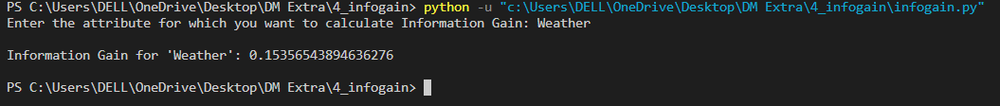 PS C:\Users\DELL\OneDrive\Desktop\DM Extra\4_infogain> python -u "c:\Users\DELL\OneDrive\Desktop\DM Extra\4_infogain\infogain.py"
Enter the attribute for which you want to calculate Information Gain: Weather
Information Gain for 'Weather': 0.15356543894636276
PS C:\Users\DELL\OneDrive\Desktop\DM Extra\4_infogain>